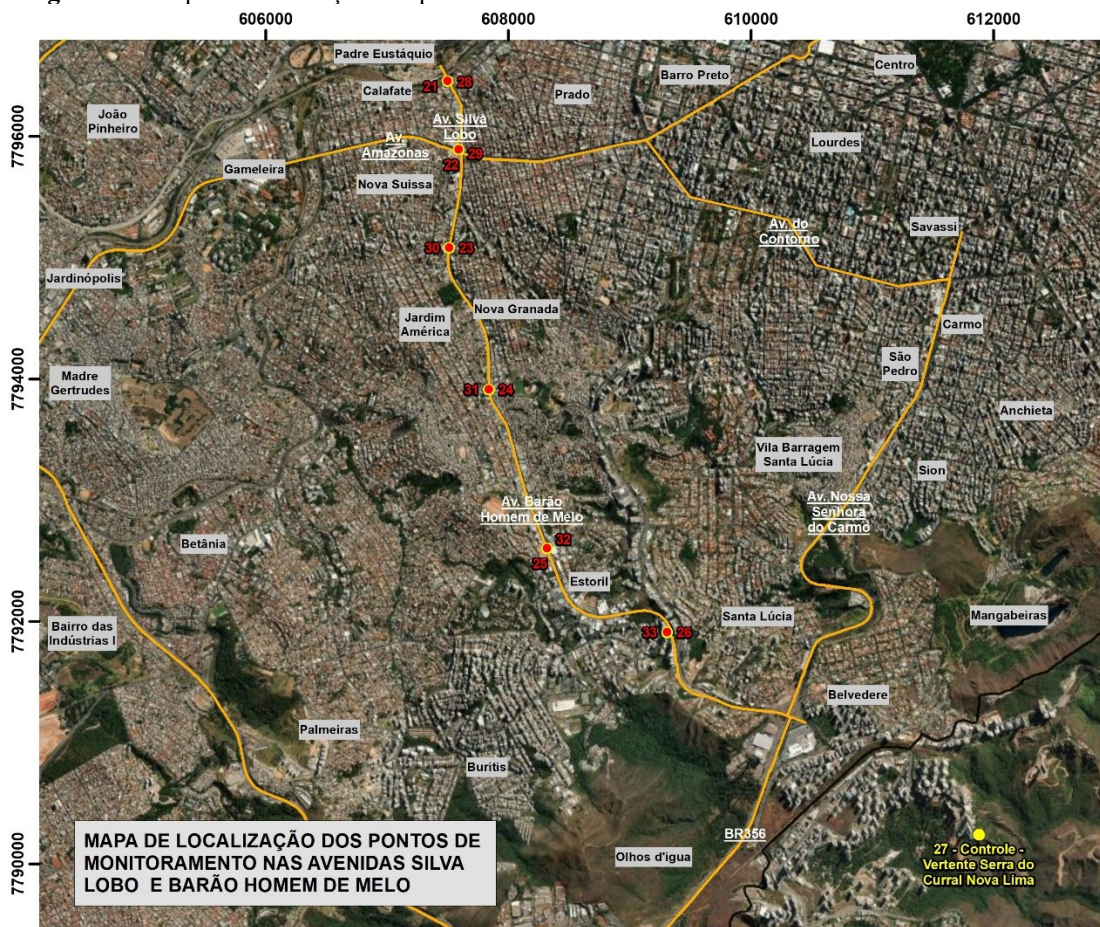 606000
608000
610000
612000
7796000
7794000
7792000
7790000
Padre Eustáquio
21
28
Calafate
Prado
Barro Preto
Centro
João
Pinheiro
Av. Silva
Lobo
Av.
Amazonas
Lourdes
Gameleira
22
29
Nova Suissa
Av. do
Contorno
Savassi
30
23
Jardinópolis
Nova Granada
Jardim
América
Carmo
São
Pedro
Madre
Gertrudes
31
24
Anchieta
Vila Barragem
Santa Lúcia
Sion
Av. Barão
Homem de Melo
Av. Nossa
Senhora
do Carmo
Betânia
32
25
Estoril
Bairro das
Indústrias I
33
26
Santa Lúcia
Mangabeiras
Palmeiras
Belvedere
Buritis
BR356
Olhos d'igua
27 - Controle -
Vertente Serra do
Curral Nova Lima
MAPA DE LOCALIZAÇÃO DOS PONTOS DE
MONITORAMENTO NAS AVENIDAS SILVA
LOBO E BARÃO HOMEM DE MELO